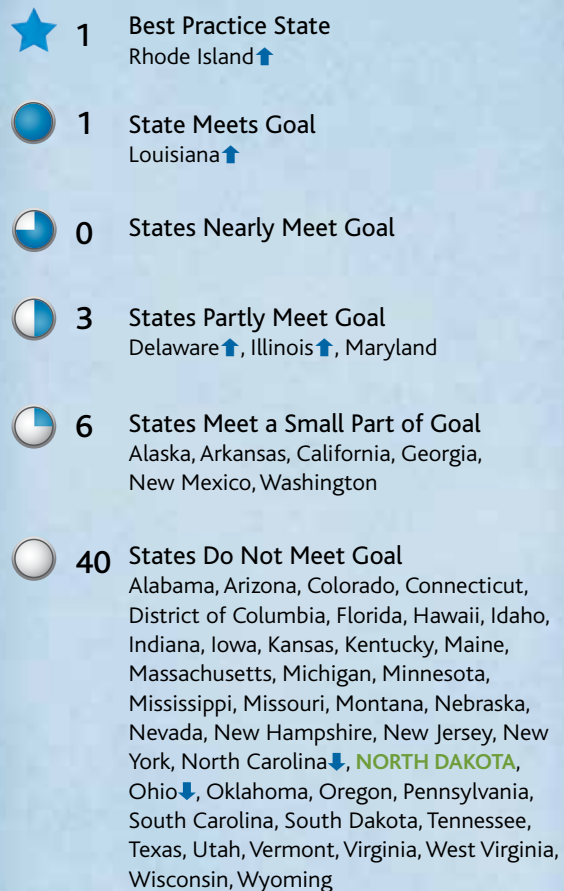 1 Best Practice State
Rhode Island⬆
1 State Meets Goal
Louisiana⬆
0 States Nearly Meet Goal
3 States Partly Meet Goal
Delaware⬆, Illinois⬆, Maryland
6 States Meet a Small Part of Goal
Alaska, Arkansas, California, Georgia,
New Mexico, Washington
40 States Do Not Meet Goal
Alabama, Arizona, Colorado, Connecticut,
District of Columbia, Florida, Hawaii, Idaho,
Indiana, Iowa, Kansas, Kentucky, Maine,
Massachusetts, Michigan, Minnesota,
Mississippi, Missouri, Montana, Nebraska,
Nevada, New Hampshire, New Jersey, New
York, North Carolina⬇, NORTH DAKOTA,
Ohio⬇, Oklahoma, Oregon, Pennsylvania,
South Carolina, South Dakota, Tennessee,
Texas, Utah, Vermont, Virginia, West Virginia,
Wisconsin, Wyoming